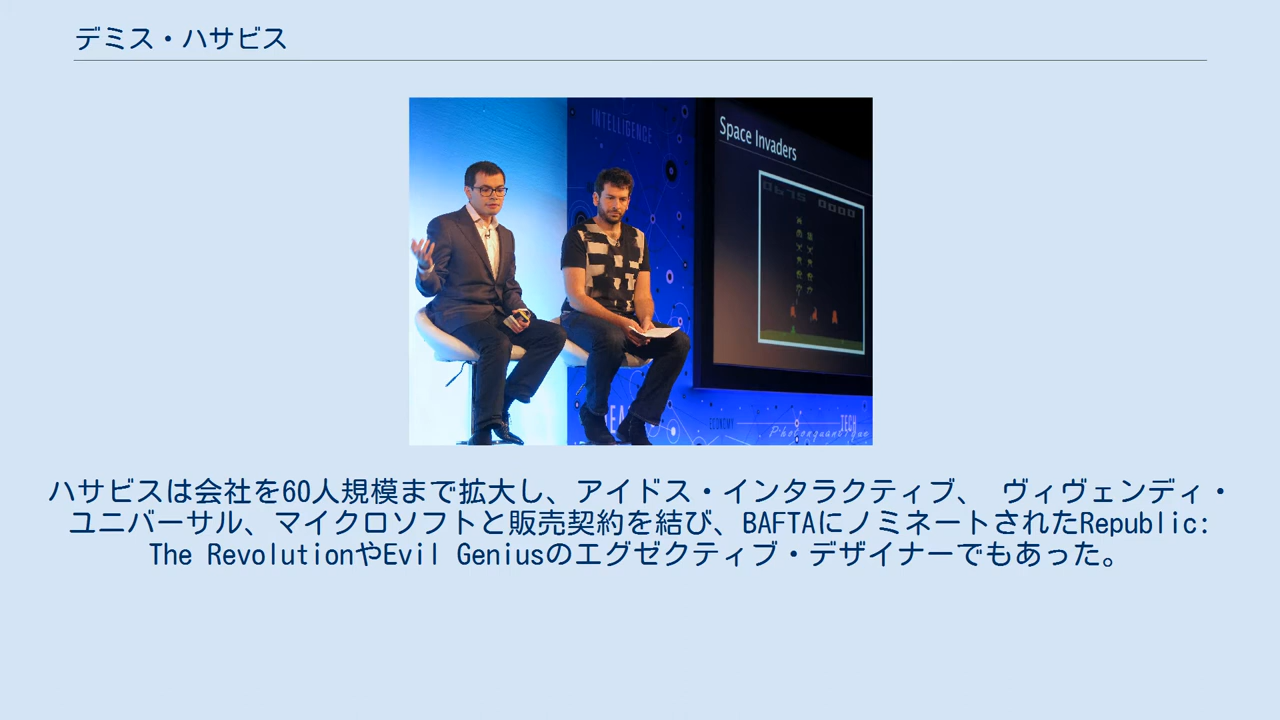 デミス・ハサビス
INTELLIGENCE
Space Invaders
0675 0000
ECONOMY
TECH
Photonquantique
ハサビスは会社を60人規模まで拡大し、アイドス・インタラクティブ、 ヴィヴェンディ・
ユニバーサル、マイクロソフトと販売契約を結び、BAFTAにノミネートされたRepublic:
The RevolutionやEvil Geniusのエグゼクティブ・デザイナーでもあった。